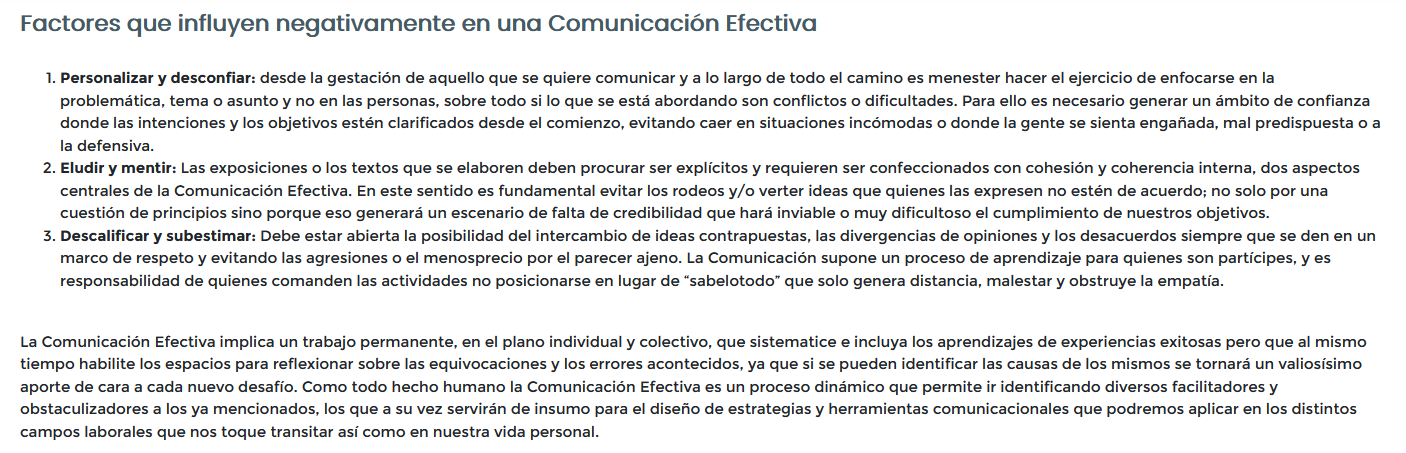 Factores que influyen negativamente en una Comunicación Efectiva
1. Personalizar y desconfiar: desde la gestación de aquello que se quiere comunicar y a lo largo de todo el camino es menester hacer el ejercicio de enfocarse en la
problemática, tema o asunto y no en las personas, sobre todo si lo que se está abordando son conflictos o dificultades. Para ello es necesario generar un ámbito de confianza
donde las intenciones y los objetivos estén clarificados desde el comienzo, evitando caer en situaciones incómodas o donde la gente se sienta engañada, mal predispuesta o a
la defensiva.
2. Eludir y mentir: Las exposiciones o los textos que se elaboren deben procurar ser explícitos y requieren ser confeccionados con cohesión y coherencia interna, dos aspectos
centrales de la Comunicación Efectiva. En este sentido es fundamental evitar los rodeos y/o verter ideas que quienes las expresen no estén de acuerdo; no solo por una
cuestión de principios sino porque eso generará un escenario de falta de credibilidad que hará inviable o muy dificultoso el cumplimiento de nuestros objetivos.
3. Descalificar y subestimar: Debe estar abierta la posibilidad del intercambio de ideas contrapuestas, las divergencias de opiniones y los desacuerdos siempre que se den en un
marco de respeto y evitando las agresiones o el menosprecio por el parecer ajeno. La Comunicación supone un proceso de aprendizaje para quienes son partícipes, y es
responsabilidad de quienes comanden las actividades no posicionarse en lugar de “sabelotodo” que solo genera distancia, malestar y obstruye la empatía.
La Comunicación Efectiva implica un trabajo permanente, en el plano individual y colectivo, que sistematice e incluya los aprendizajes de experiencias exitosas pero que al mismo
tiempo habilite los espacios para reflexionar sobre las equivocaciones y los errores acontecidos, ya que si se pueden identificar las causas de los mismos se tornará un valiosísimo
aporte de cara a cada nuevo desafío. Como todo hecho humano la Comunicación Efectiva es un proceso dinámico que permite ir identificando diversos facilitadores y
obstaculizadores a los ya mencionados, los que a su vez servirán de insumo para el diseño de estrategias y herramientas comunicacionales que podremos aplicar en los distintos
campos laborales que nos toque transitar así como en nuestra vida personal.